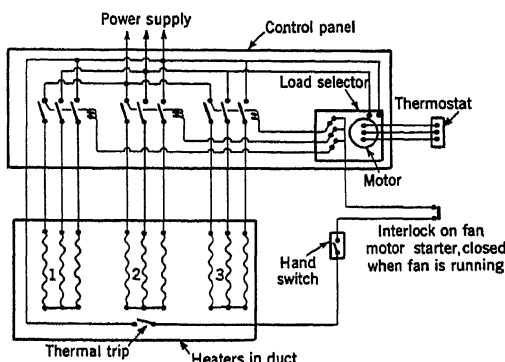 Power supply
Control panel
Load selector
Thermostat
Motor
1
2
3
Hand
switch
Interlock on fan
motor starter, closed
when fan is running
Thermal trip
Heaters in duct